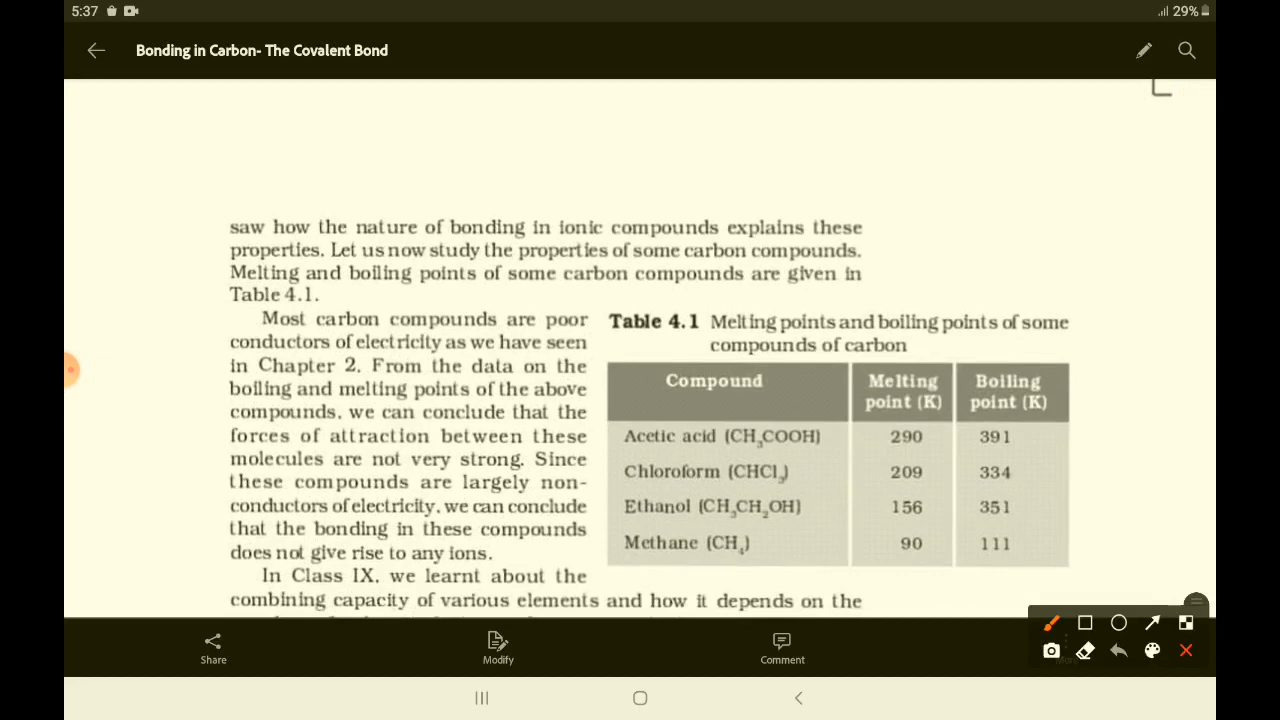 5:37
29%
Bonding in Carbon- The Covalent Bond
saw how the nature of bonding in ionic compounds explains these
properties. Let us now study the properties of some carbon compounds.
Melting and boiling points of some carbon compounds are given in
Table 4.1.
Most carbon compounds are poor
conductors of electricity as we have seen
in Chapter 2. From the data on the
boiling and melting points of the above
compounds, we can conclude that the
forces of attraction between these
molecules are not very strong. Since
these compounds are largely non-
conductors of electricity, we can conclude
that the bonding in these compounds
does not give rise to any ions.
In Class IX, we learnt about the
combining capacity of various elements and how it depends on the
Table 4.1 Melting points and boiling points of some
compounds of carbon
Compound Melting point (K) Boiling point (K)
Acetic acid (CH₃COOH) 290 391
Chloroform (CHCl₃) 209 334
Ethanol (CH₃CH₂OH) 156 351
Methane (CH₄) 90 111
Share
Modify
Comment